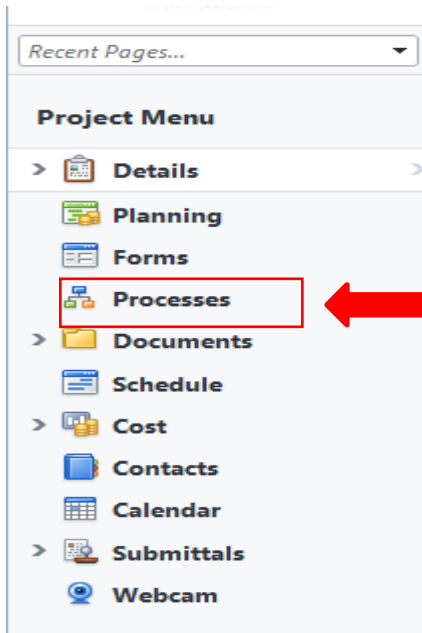 Recent Pages...
Project Menu
Details
Planning
Forms
Processes
Documents
Schedule
Cost
Contacts
Calendar
Submittals
Webcam